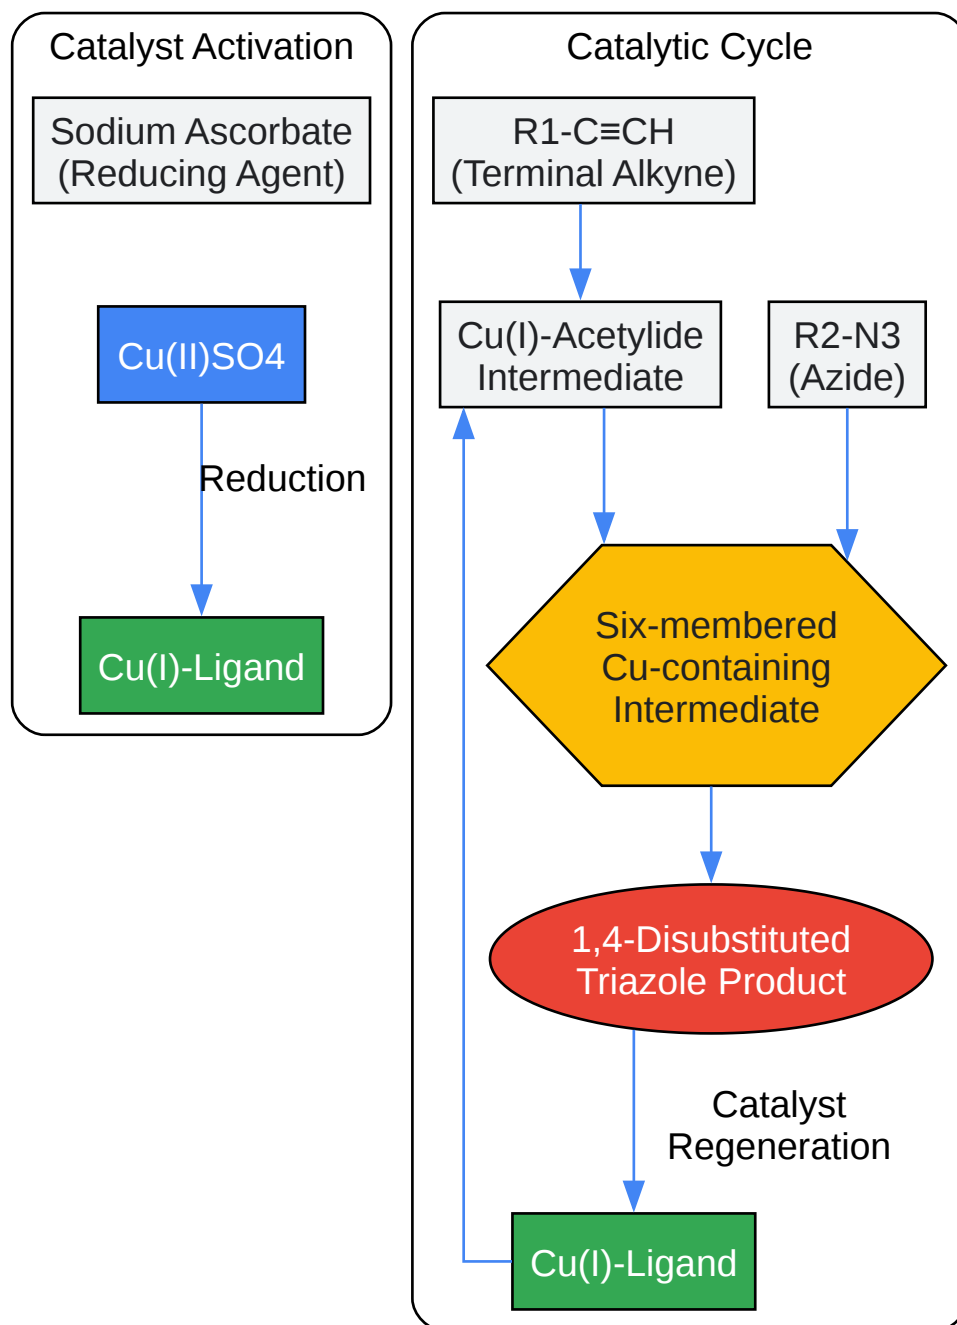 Catalyst Activation
Sodium Ascorbate
(Reducing Agent)
Cu(II)SO4
Reduction
Cu(I)-Ligand
Catalytic Cycle
R1-C≡CH
(Terminal Alkyne)
Cu(I)-Acetylide
Intermediate
R2-N3
(Azide)
Six-membered
Cu-containing
Intermediate
1,4-Disubstituted
Triazole Product
Catalyst
Regeneration
Cu(I)-Ligand